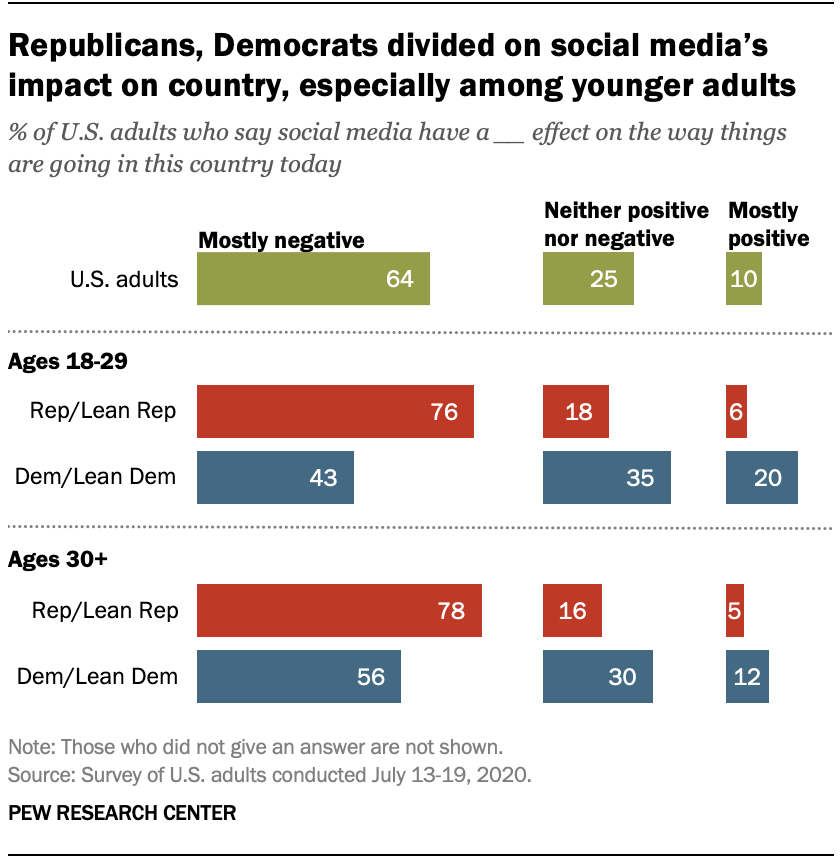 Republicans, Democrats divided on social media's
impact on country, especially among younger adults
% of U.S. adults who say social media have a __ effect on the way things
are going in this country today
Mostly negative
Neither positive
nor negative
Mostly
positive
U.S. adults 64 25 10
Ages 18-29
Rep/Lean Rep 76 18 6
Dem/Lean Dem 43 35 20
Ages 30+
Rep/Lean Rep 78 16 5
Dem/Lean Dem 56 30 12
Note: Those who did not give an answer are not shown.
Source: Survey of U.S. adults conducted July 13-19, 2020.
PEW RESEARCH CENTER